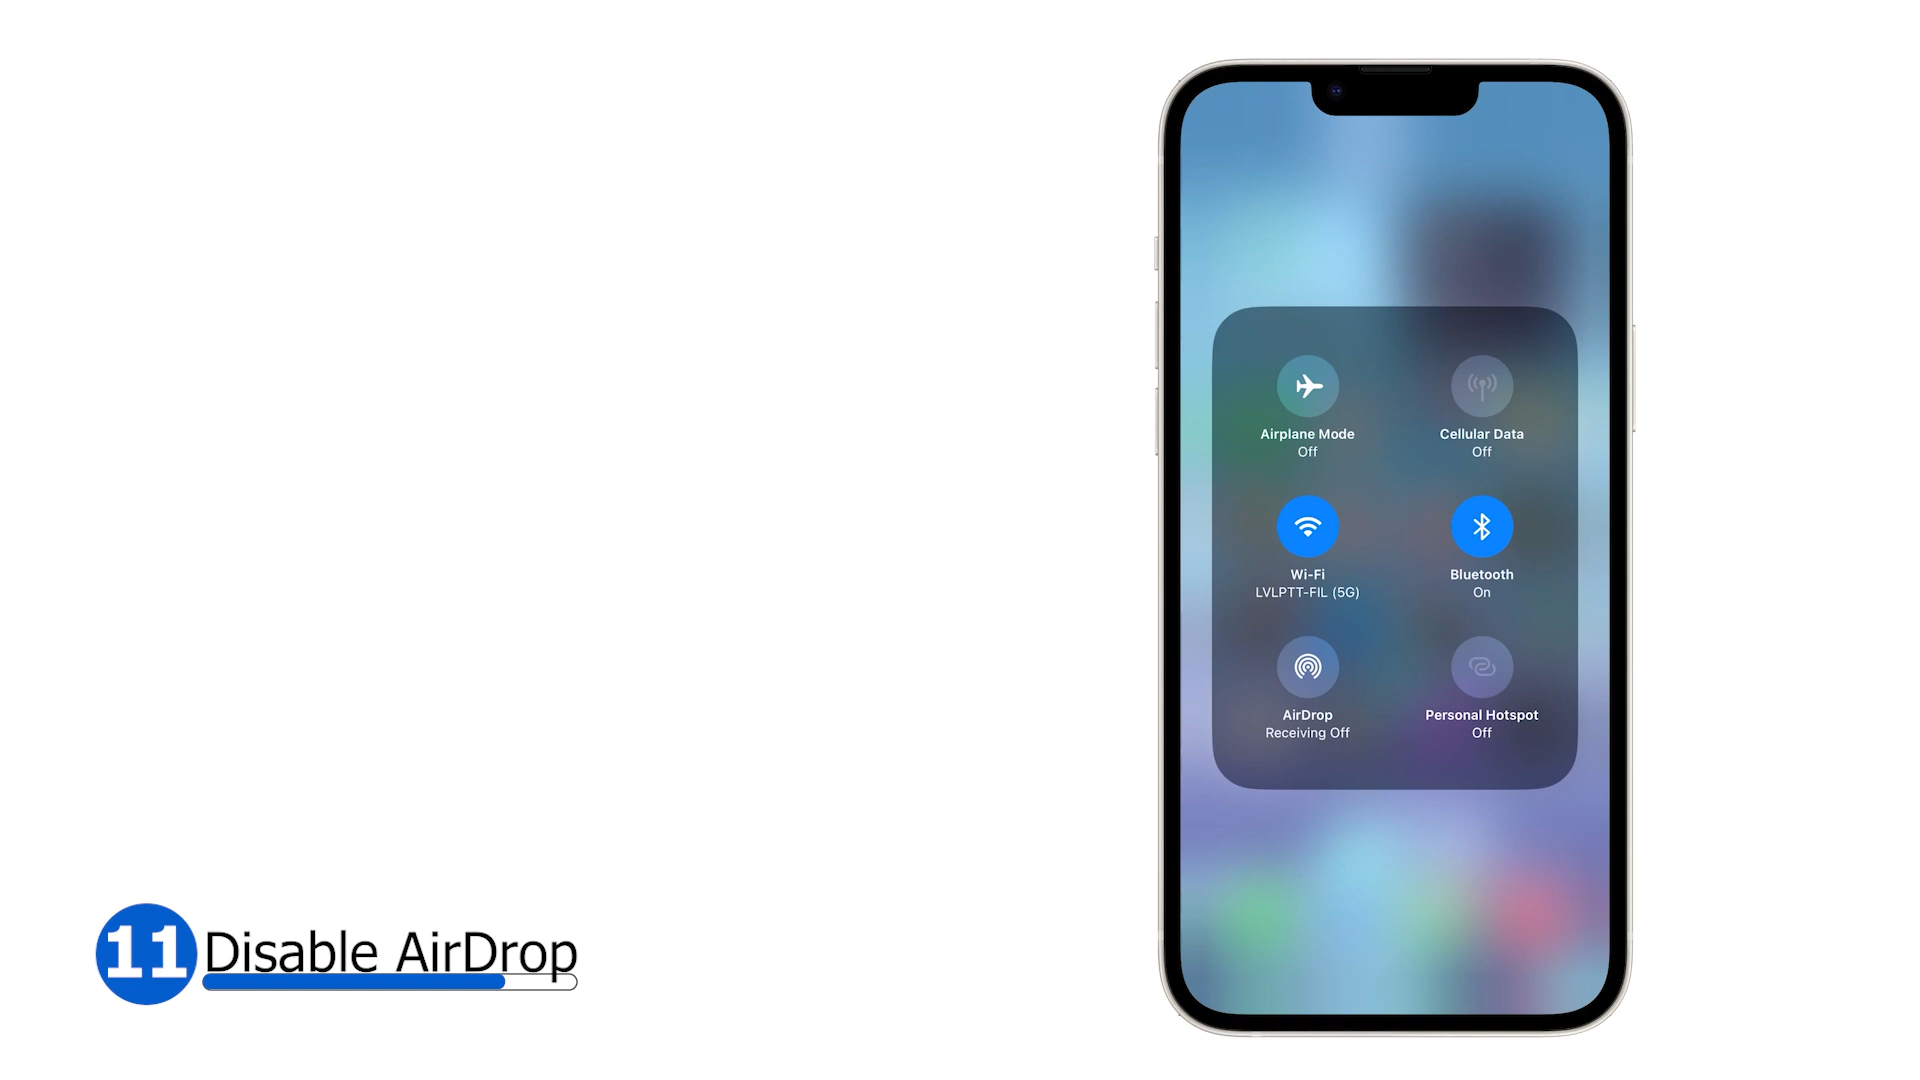 Airplane Mode
Off
Cellular Data
Off
Wi-Fi
LVLPTT-FIL (5G)
Bluetooth
On
AirDrop
Receiving Off
Personal Hotspot
Off
11 Disable AirDrop